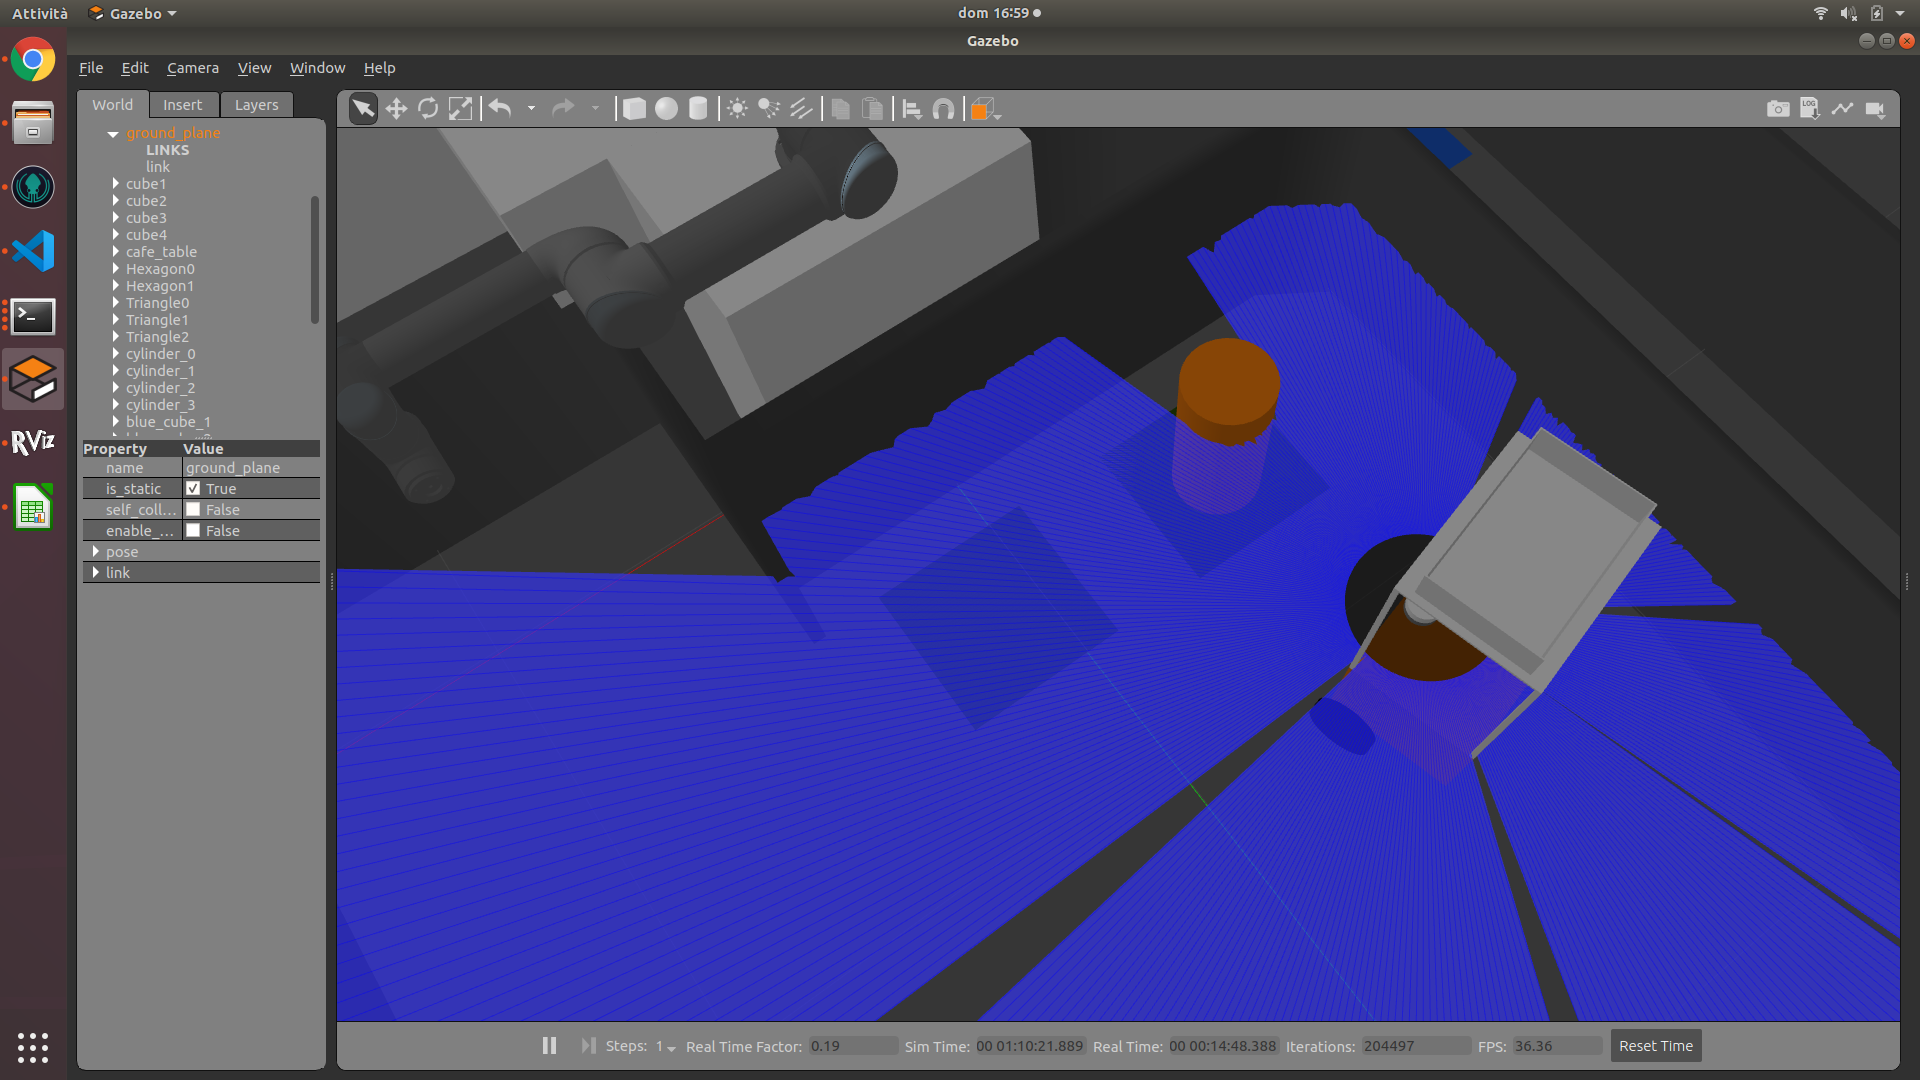 Attività Gazebo dom 16:59
Gazebo
File Edit Camera View Window Help
World Insert Layers
ground_plane
LINKS
link
cube1
cube2
cube3
cube4
cafe_table
Hexagon0
Hexagon1
Triangle0
Triangle1
Triangle2
cylinder_0
cylinder_1
cylinder_2
cylinder_3
blue_cube_1
Property Value
name ground_plane
is_static True
self_coll... False
enable_... False
pose
link
LOG
RViz
Steps: 1 Real Time Factor: 0.19 Sim Time: 00 01:10:21.889 Real Time: 00 00:14:48.388 Iterations: 204497 FPS: 36.36 Reset Time